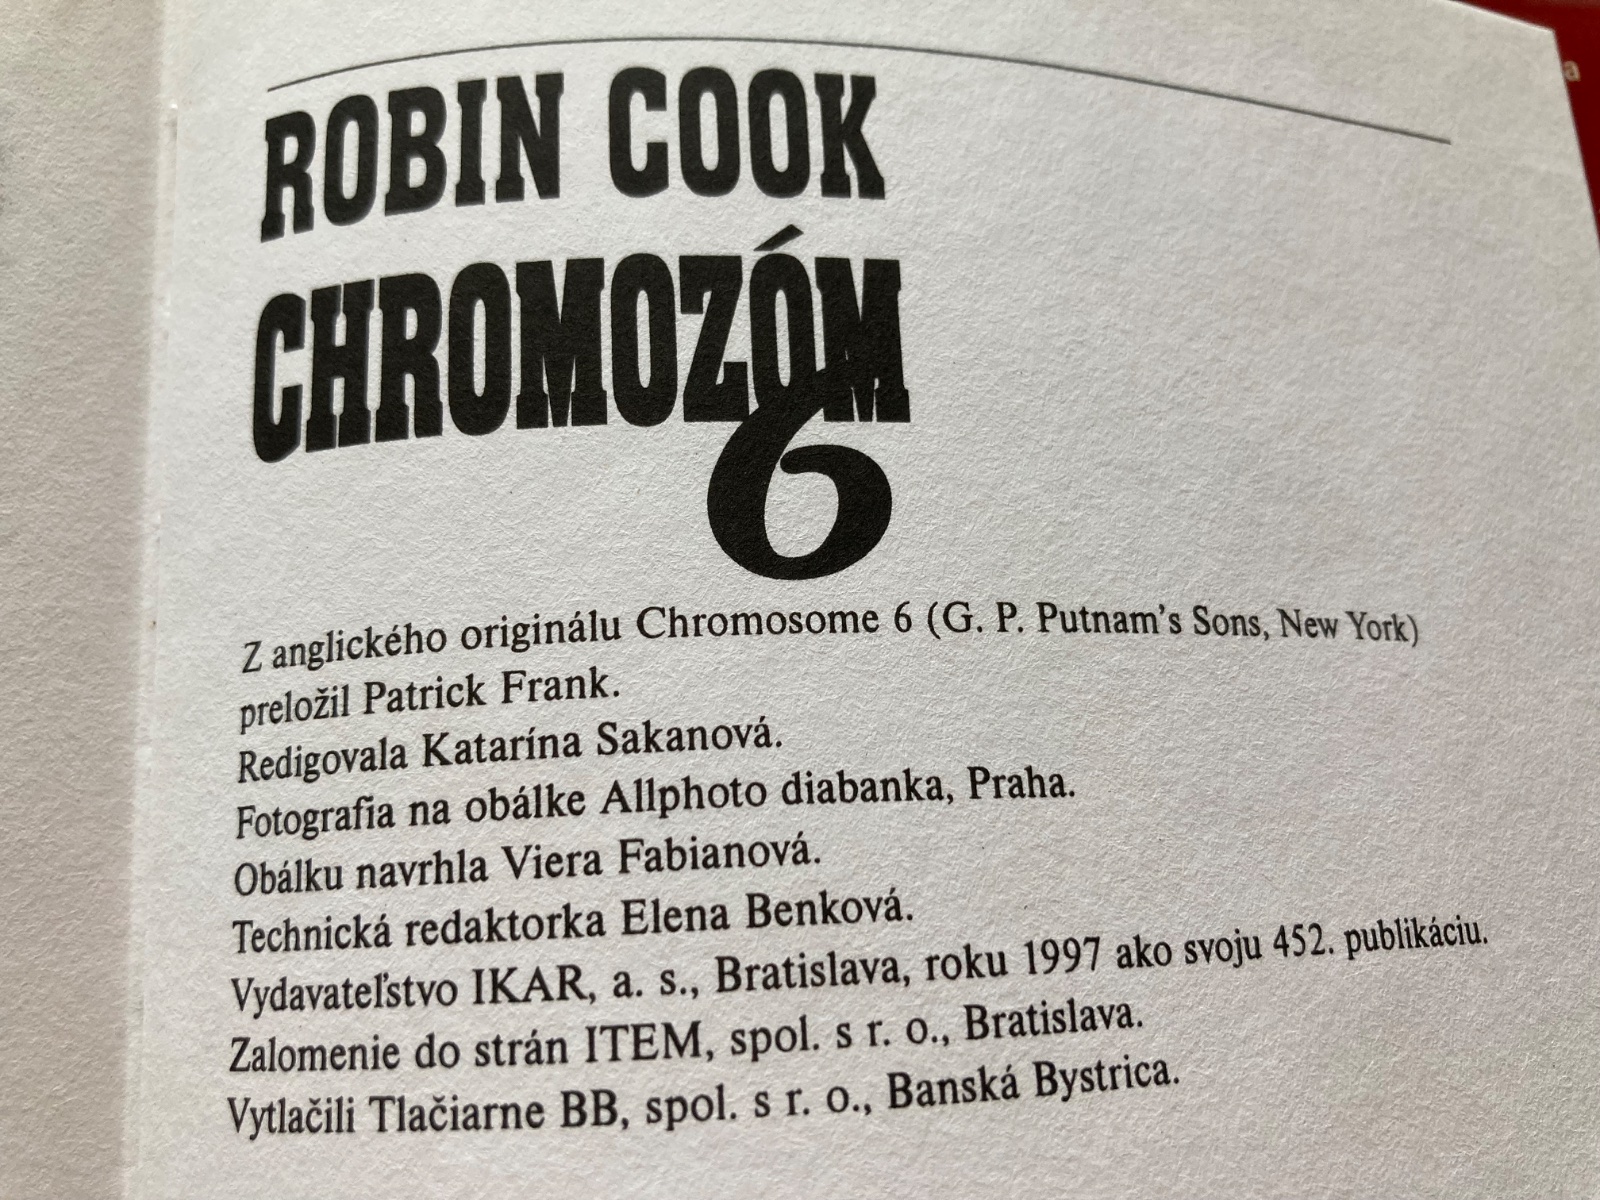 ROBIN COOK
CHROMOZÓM
6
Z anglického originálu Chromosome 6 (G. P. Putnam's Sons, New York)
preložil Patrick Frank.
Redigovala Katarína Sakanová.
Fotografia na obálke Allphoto diabanka, Praha.
Obálku navrhla Viera Fabianová.
Technická redaktorka Elena Benková.
Vydavateľstvo IKAR, a. s., Bratislava, roku 1997 ako svoju 452. publikáciu.
Zalomenie do strán ITEM, spol. s r. o., Bratislava.
Vytlačili Tlačiarne BB, spol. s r. o., Banská Bystrica.